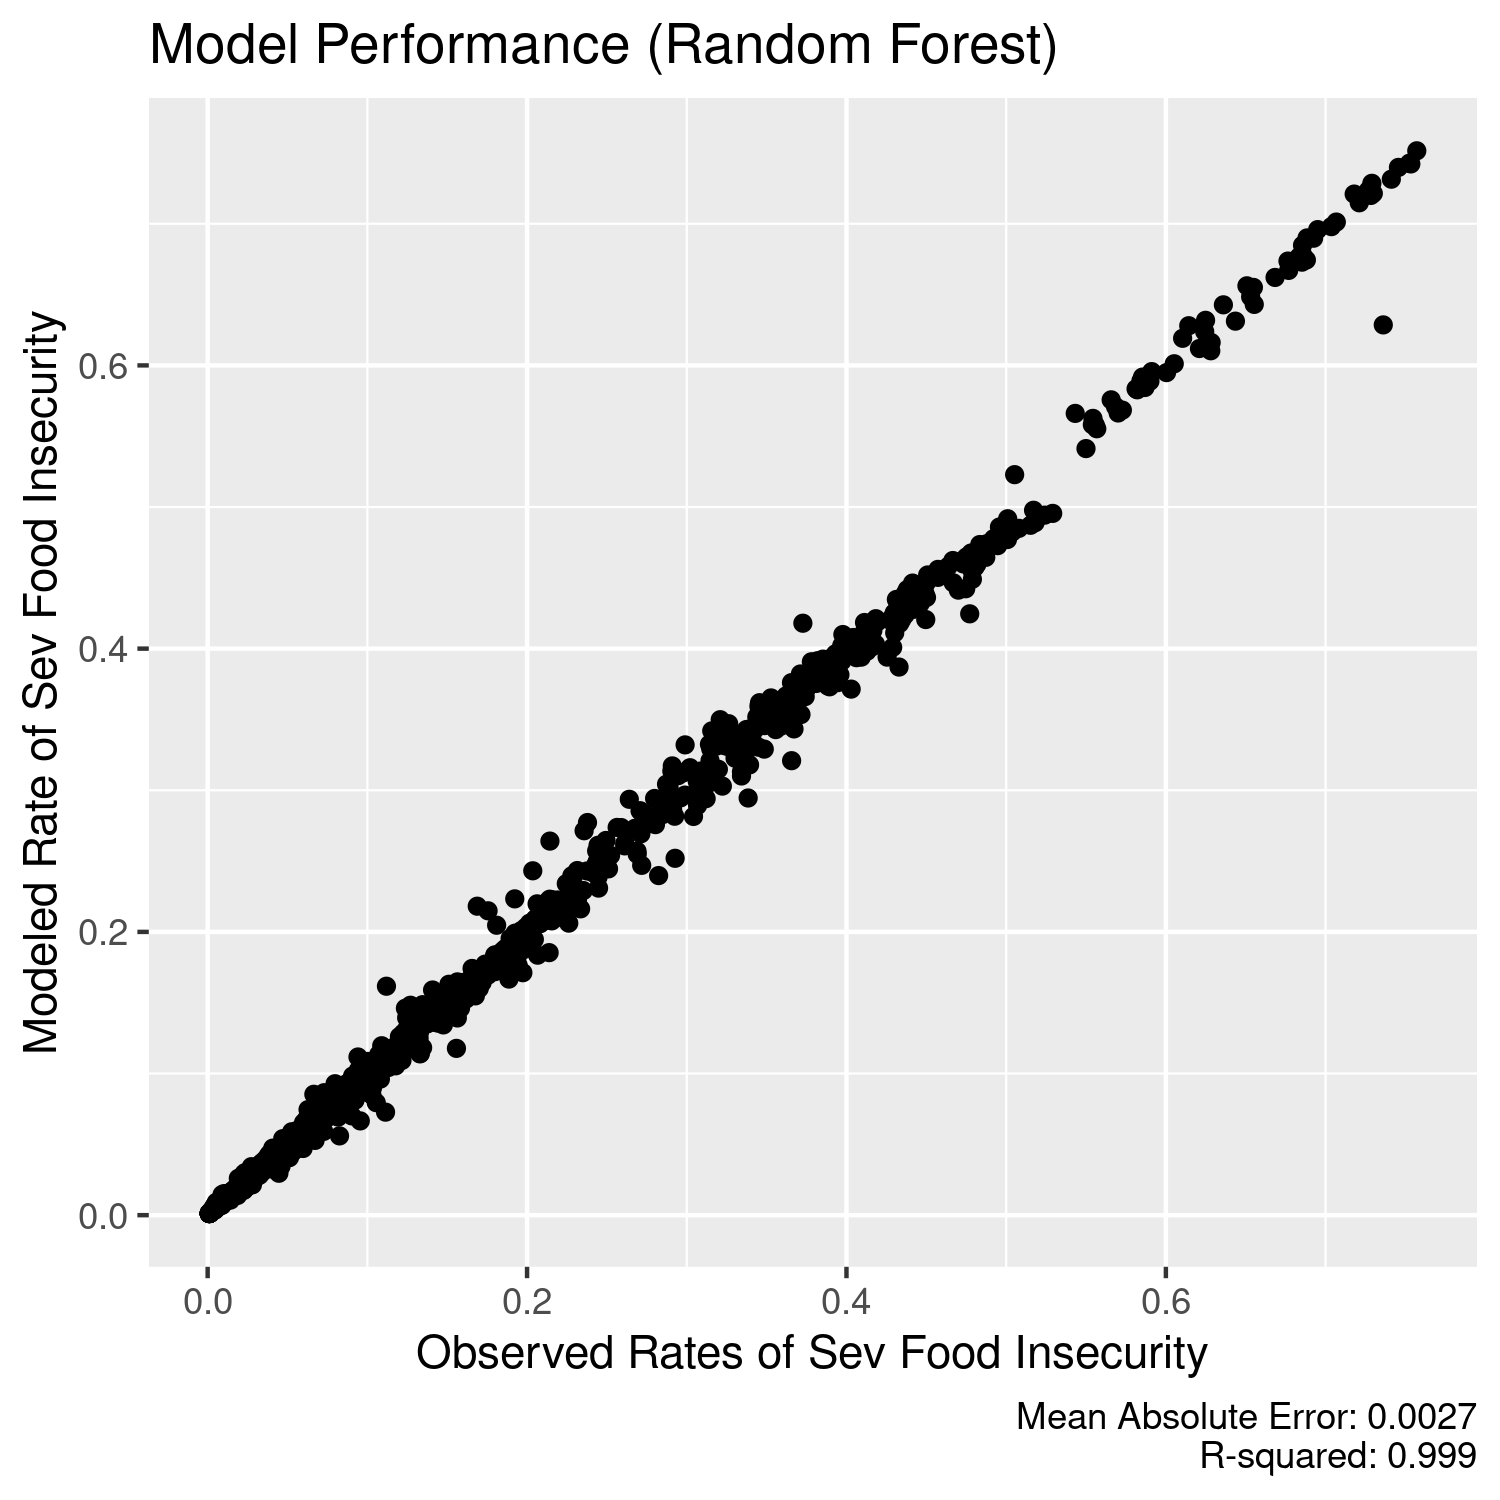 Model Performance (Random Forest)
Modeled Rate of Sev Food Insecurity
0.6
0.4
0.2
0.0
0.0 0.2 0.4 0.6
Observed Rates of Sev Food Insecurity
Mean Absolute Error: 0.0027
R-squared: 0.999